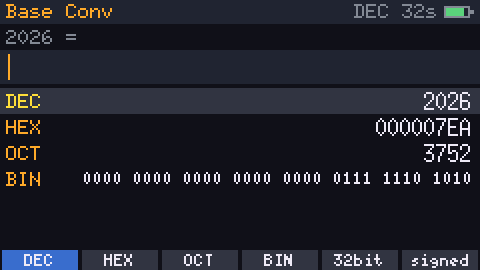 Base Conv DEC 32s
2026 =
DEC 2026
HEX 000007EA
OCT 3752
BIN 0000 0000 0000 0000 0000 0111 1110 1010
DEC HEX OCT BIN 32bit signed